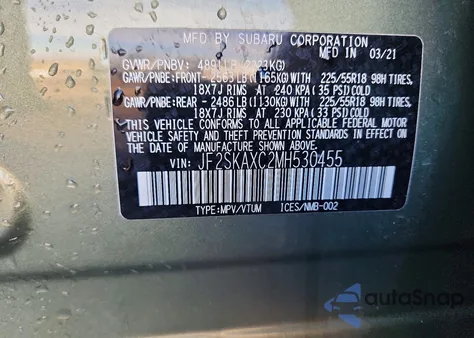 MFD BY SUBARU CORPORATION
GVWR/PNBV: 4891LB (2223KG) MFD IN 03/21
GAWR/PNBE:FRONT-2563LB(1165KG)WITH 225/55R18 98H TIRES,
18X7J RIMS AT 240 KPA (35 PSI)COLD
GAWR/PNBE:REAR -2486LB(1130KG)WITH 225/55R18 98H TIRES,
18X7J RIMS AT 230 KPA (33 PSI)COLD
THIS VEHICLE CONFORMS TO ALL APPLICABLE FEDERAL MOTOR
VEHICLE SAFETY AND THEFT PREVENTION STANDARDS IN EFFECT ON
THE DATE OF MANUFACTURE SHOWN ABOVE.
VIN: JF2SKAXC2MH530455
TYPE:MPV/VTUM ICES/NMB-002
autoSnap